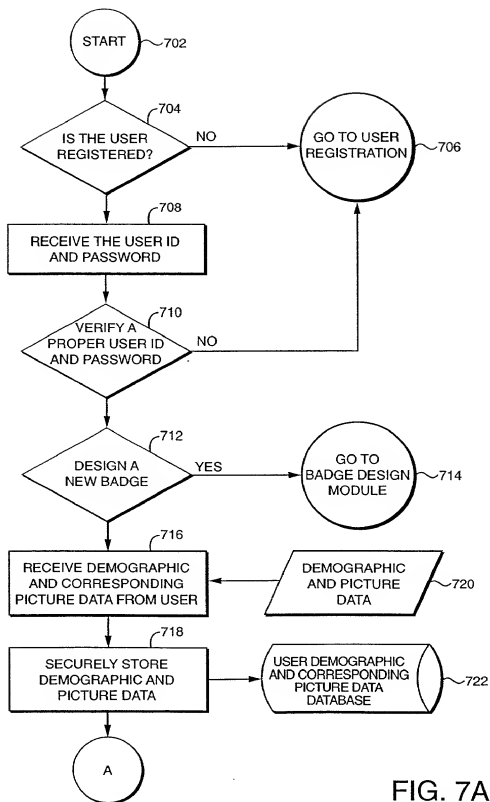 START
702
704
IS THE USER
REGISTERED?
NO
GO TO USER
REGISTRATION
706
708
RECEIVE THE USER ID
AND PASSWORD
710
VERIFY A
PROPER USER ID
AND PASSWORD
NO
712
DESIGN A
NEW BADGE
YES
GO TO
BADGE DESIGN
MODULE
714
716
RECEIVE DEMOGRAPHIC
AND CORRESPONDING
PICTURE DATA FROM USER
DEMOGRAPHIC
AND PICTURE
DATA
720
718
SECURELY STORE
DEMOGRAPHIC AND
PICTURE DATA
USER DEMOGRAPHIC
AND CORRESPONDING
PICTURE DATA
DATABASE
722
A
FIG. 7A